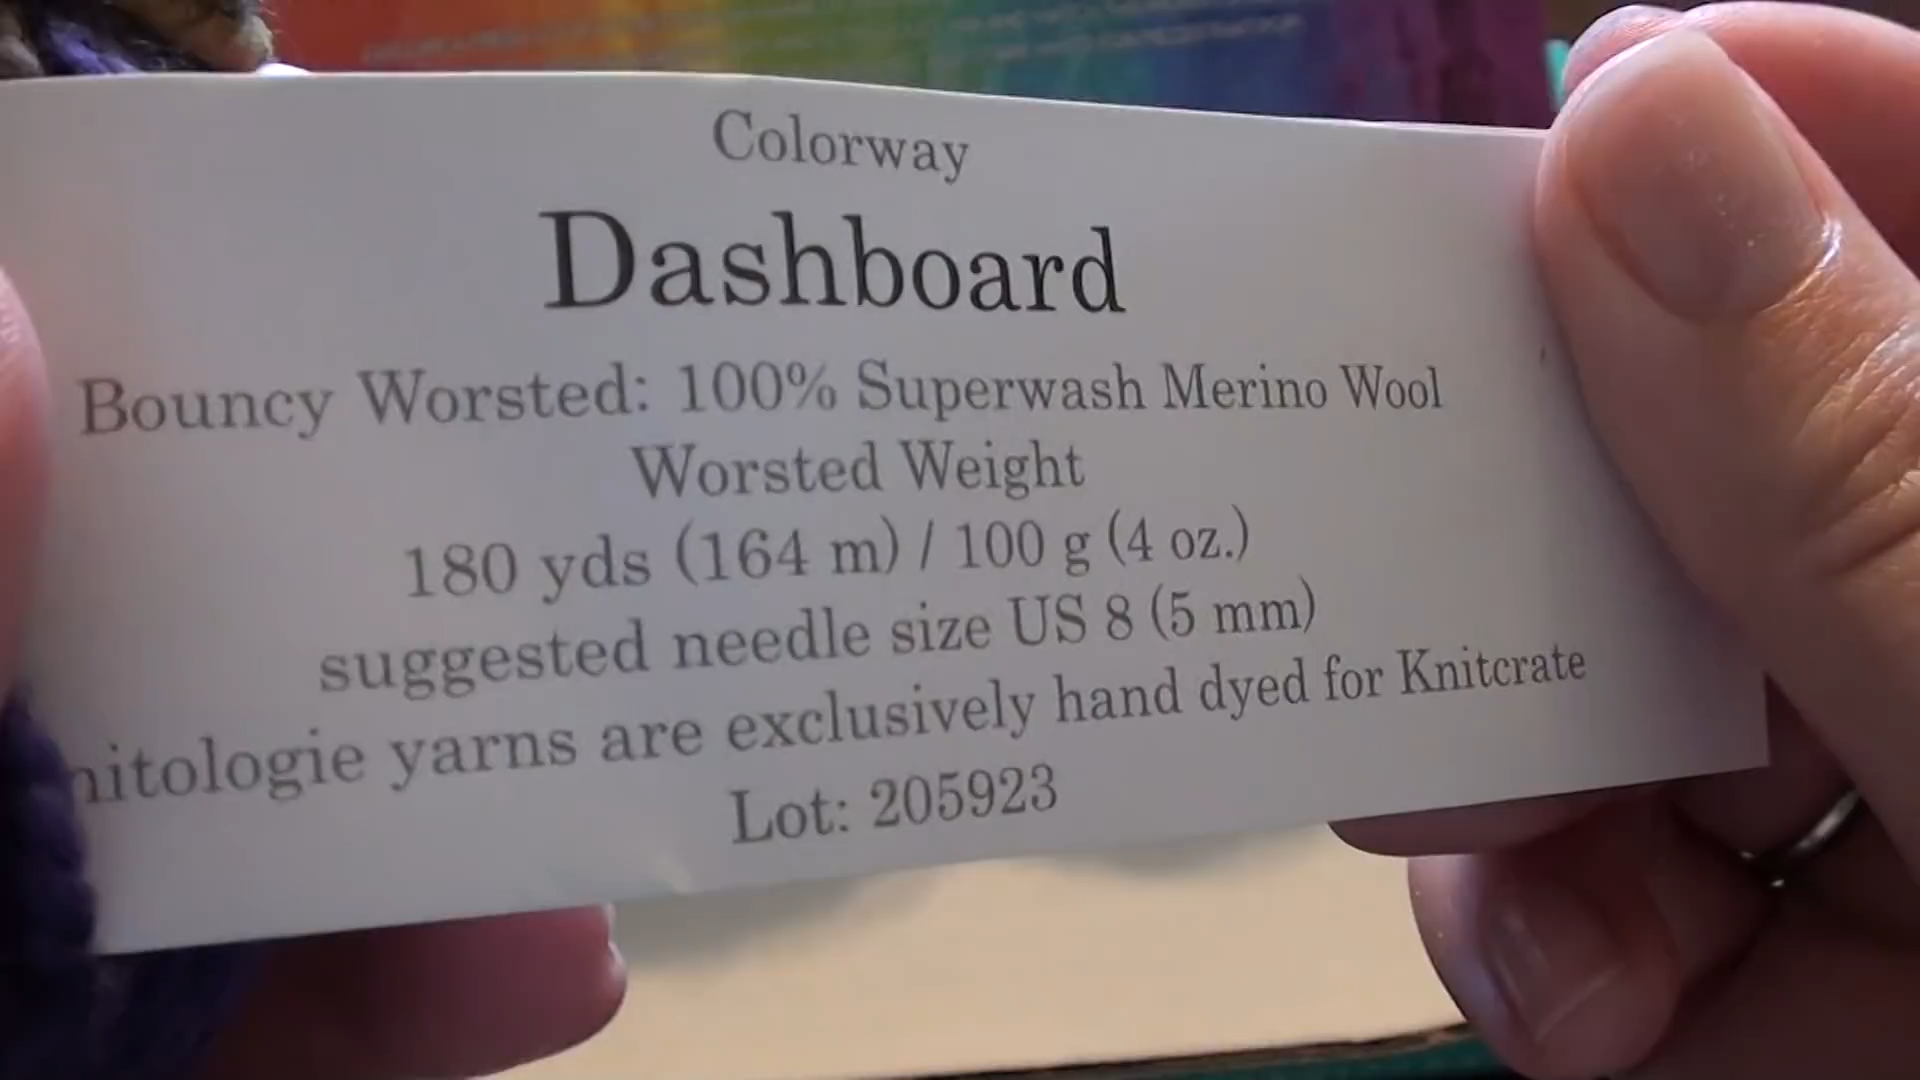 Colorway
Dashboard
Bouncy Worsted: 100% Superwash Merino Wool
Worsted Weight
180 yds (164 m) / 100 g (4 oz.)
suggested needle size US 8 (5 mm)
nitologie yarns are exclusively hand dyed for Knitcrate
Lot: 205923